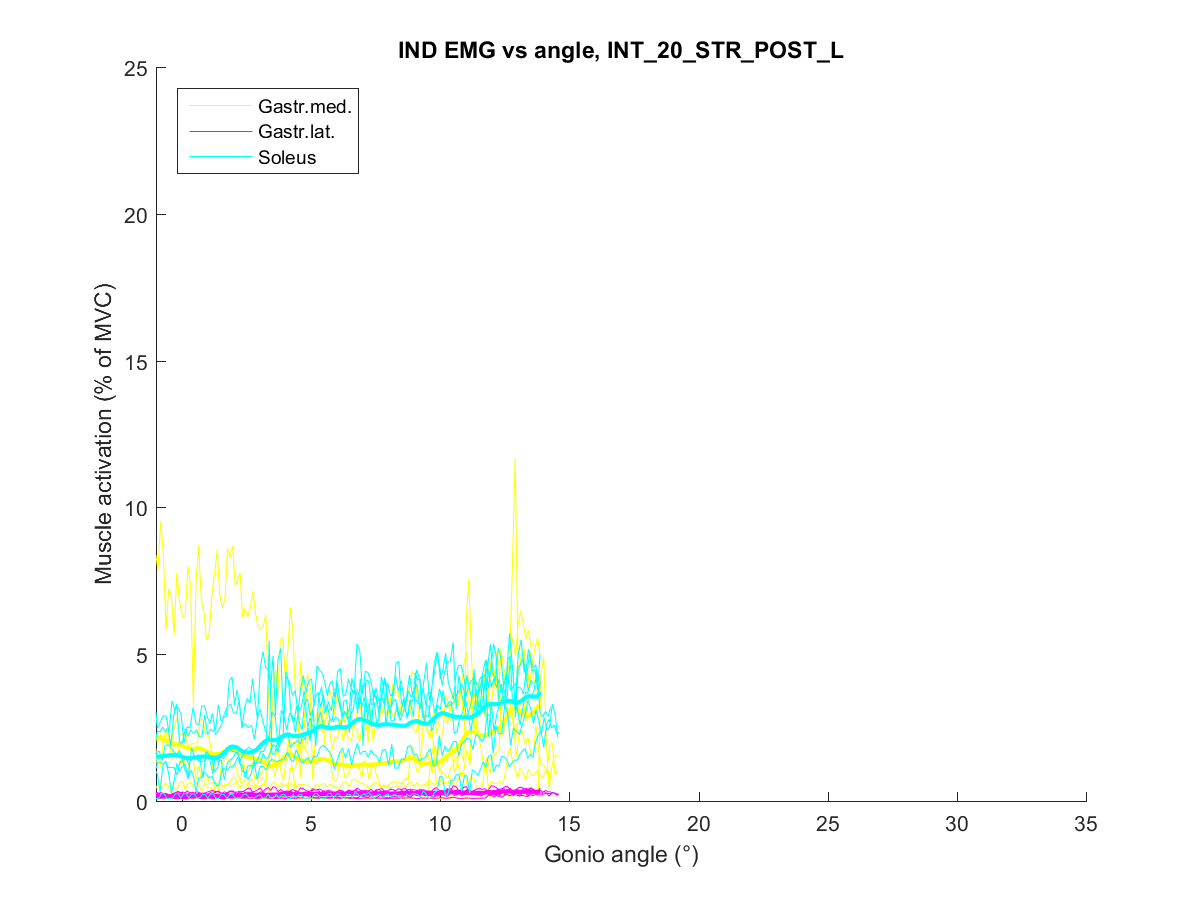 IND EMG vs angle, INT_20_STR_POST_L
25
20
15
10
5
0
Muscle activation (% of MVC)
Gastr.med.
Gastr.lat.
Soleus
0 5 10 15 20 25 30 35
Gonio angle (°)